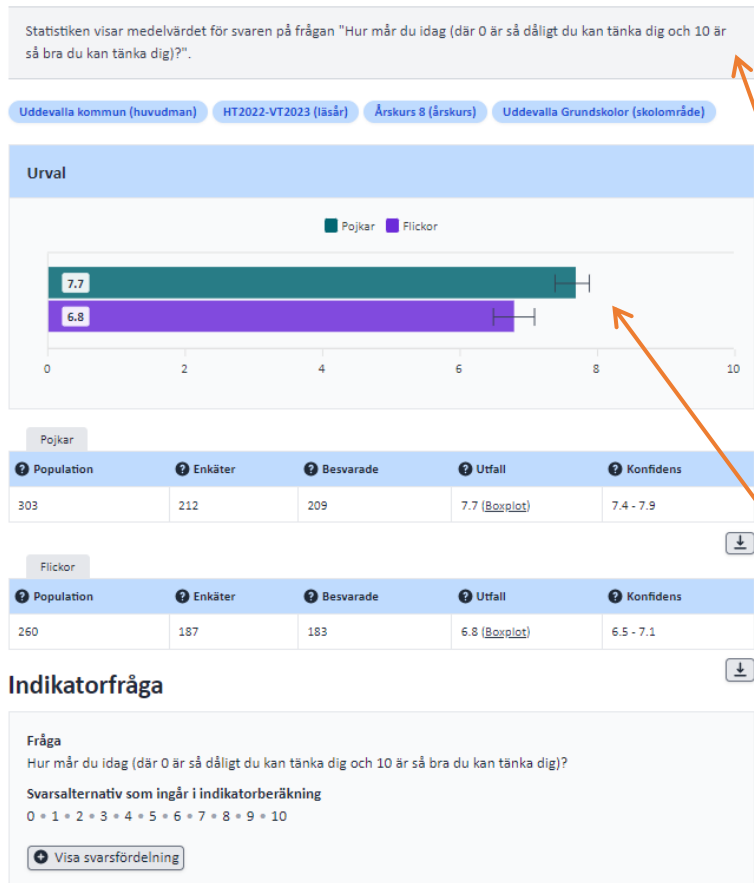 Statistiken visar medelvärdet för svaren på frågan "Hur mår du idag (där 0 är så dåligt du kan tänka dig och 10 är
så bra du kan tänka dig)?".
Uddevalla kommun (huvudman) HT2022-VT2023 (läsår) Årskurs 8 (årskurs) Uddevalla Grundskolor (skolområde)
Urval
Pojkar Flickor
7.7
6.8
0 2 4 6 8 10
Pojkar
Population Enkäter Besvarade Utfall Konfidens
303 212 209 7.7 (Boxplot) 7.4 - 7.9
Flickor
Population Enkäter Besvarade Utfall Konfidens
260 187 183 6.8 (Boxplot) 6.5 - 7.1
Indikatorfråga
Fråga
Hur mår du idag (där 0 är så dåligt du kan tänka dig och 10 är så bra du kan tänka dig)?
Svarsalternativ som ingår i indikatorberäkning
0 • 1 • 2 • 3 • 4 • 5 • 6 • 7 • 8 • 9 • 10
Visa svarsfördelning